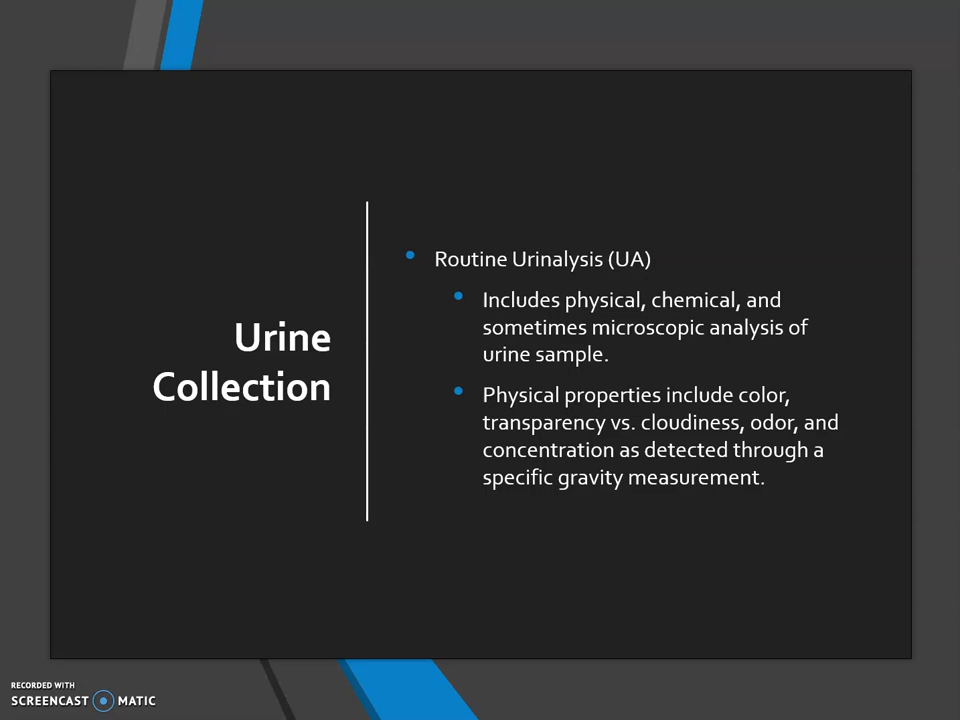 Urine
Collection
• Routine Urinalysis (UA)
• Includes physical, chemical, and
sometimes microscopic analysis of
urine sample.
• Physical properties include color,
transparency vs. cloudiness, odor, and
concentration as detected through a
specific gravity measurement.
RECORDED WITH
SCREENCAST MATIC